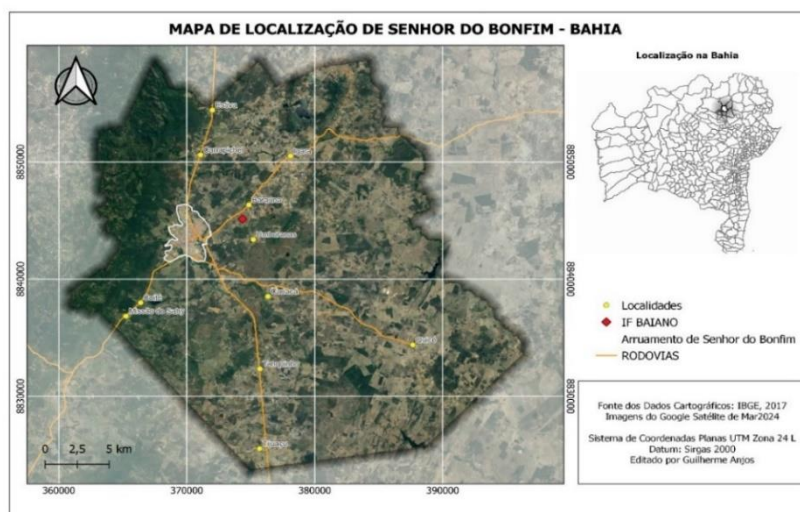 MAPA DE LOCALIZAÇÃO DE SENHOR DO BONFIM - BAHIA
Localização na Bahia
Missão do Sahy
8850000
8840000
8830000
8850000
8840000
8830000
0 2,5 5 km
360000
370000
380000
390000
Localidades
IF BAIANO
Arruamento de Senhor do Bonfim
RODOVIAS
Fonte dos Dados Cartográficos: IBGE, 2017
Imagens do Google Satélite de Mar2024
Sistema de Coordenadas Planas UTM Zona 24 L
Datum: Sirgas 2000
Editado por Guilherme Anjos